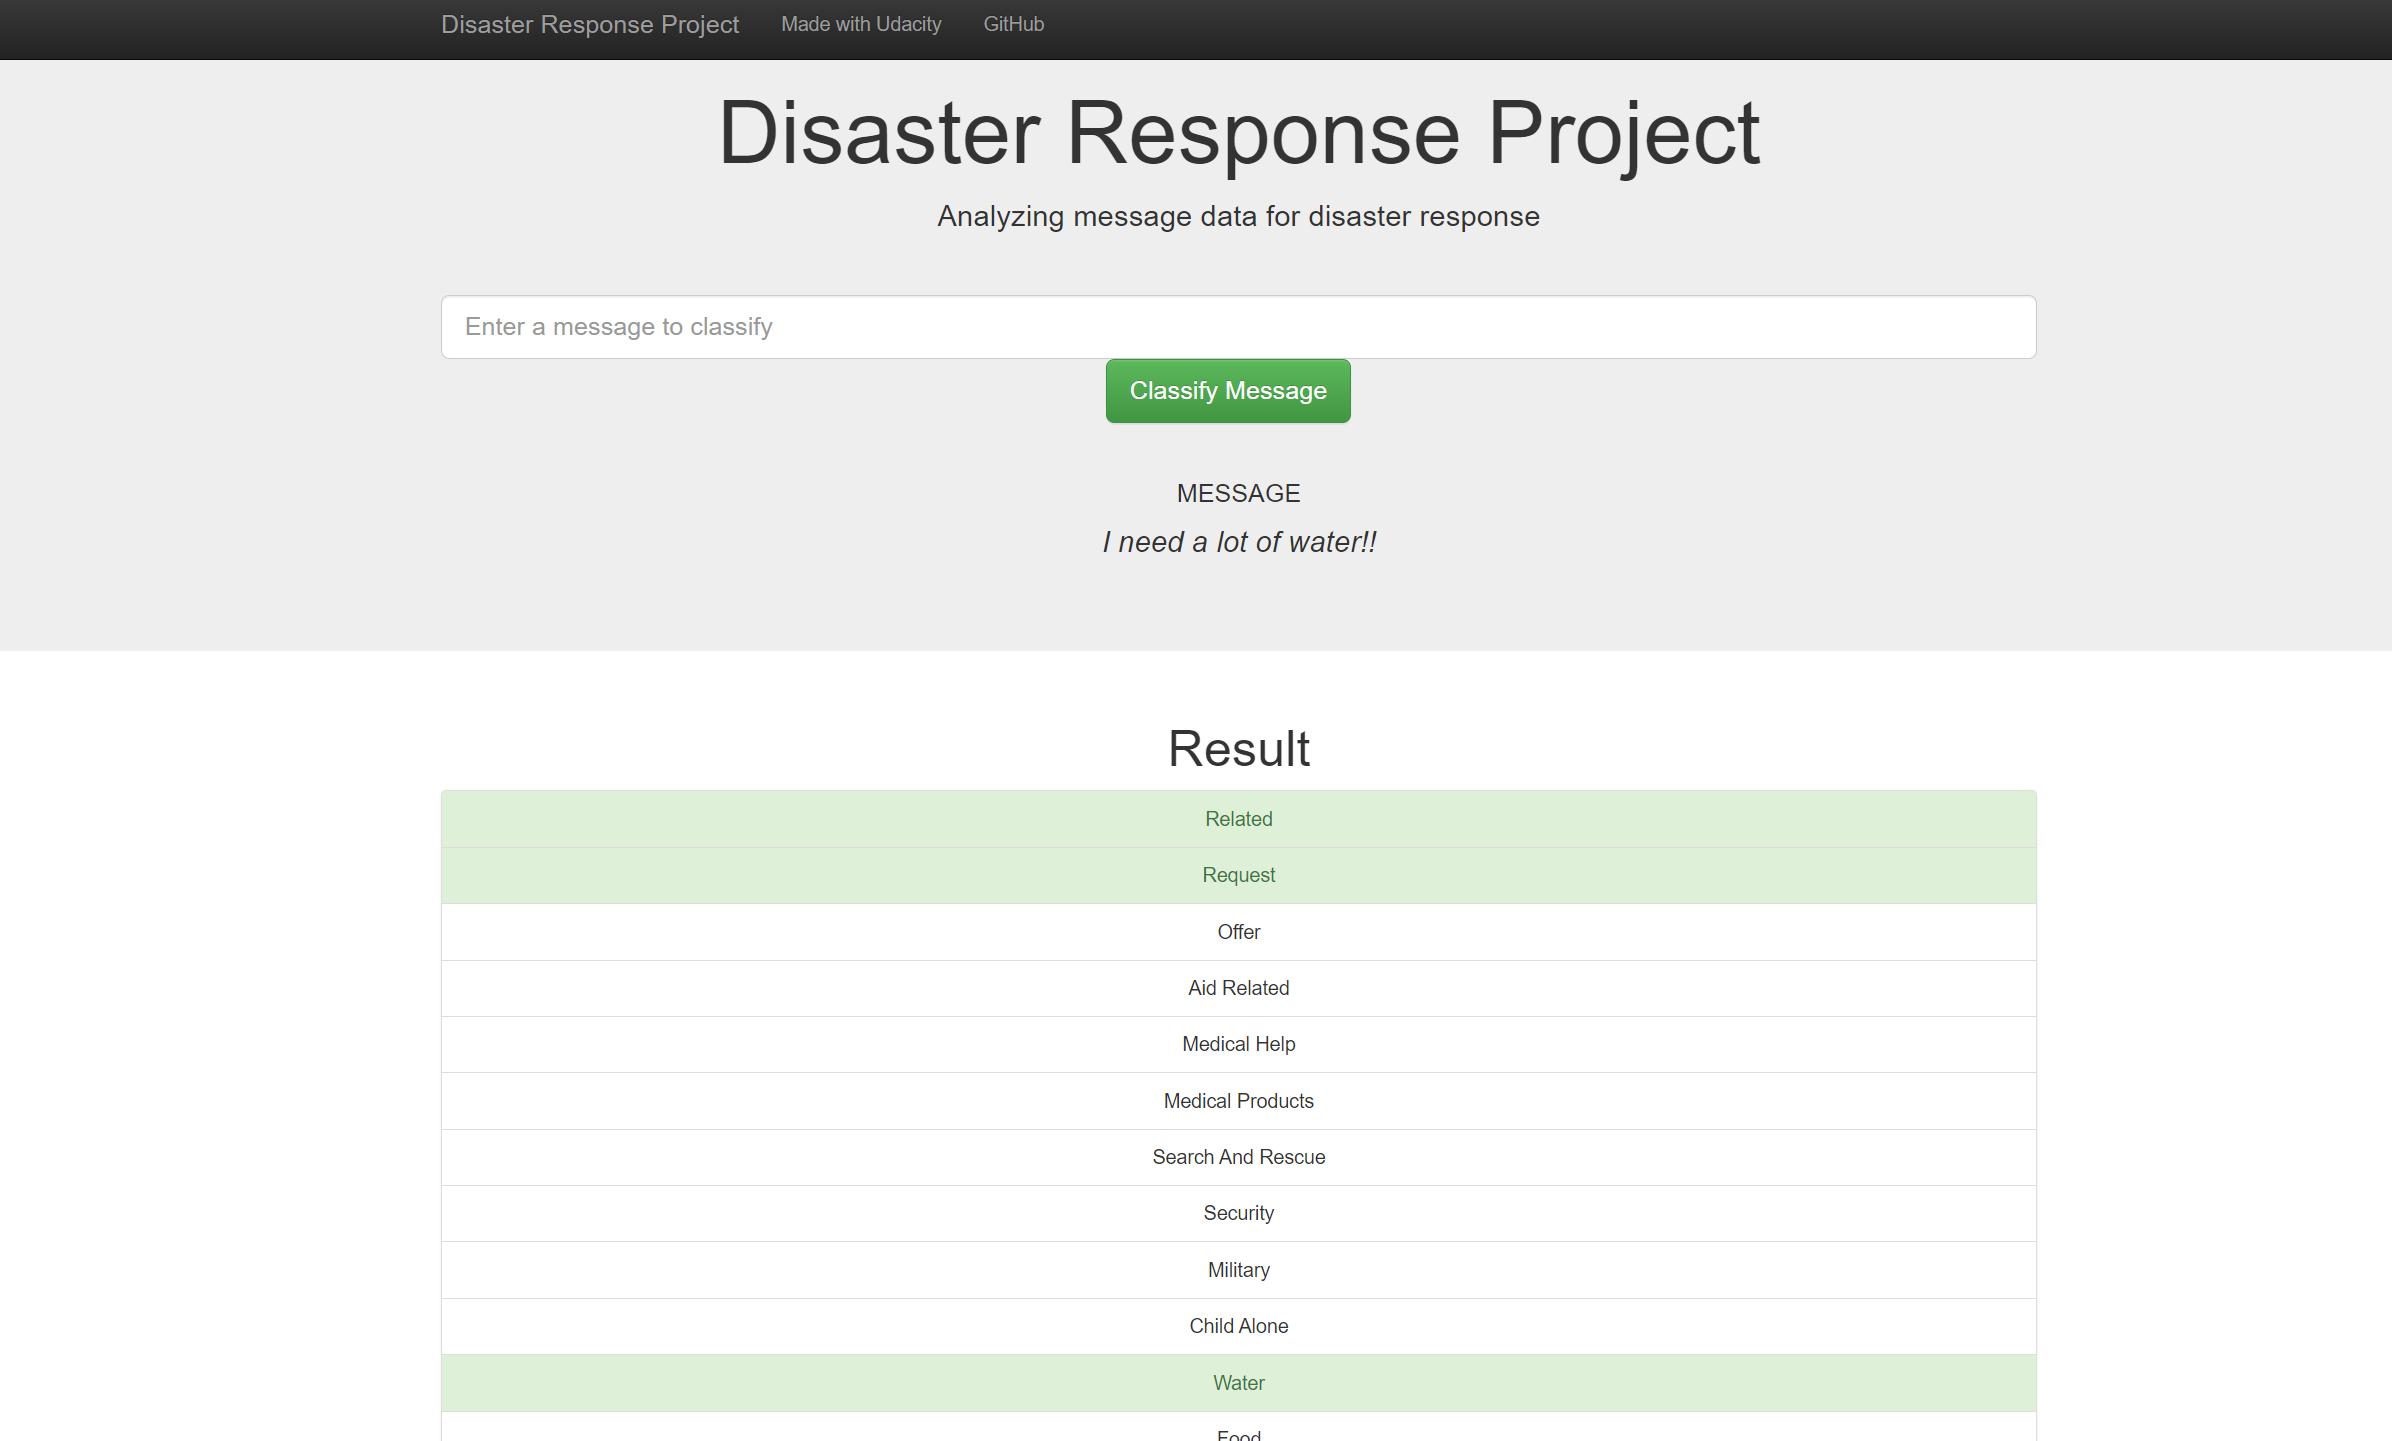 Disaster Response Project Made with Udacity GitHub
Disaster Response Project
Analyzing message data for disaster response
Enter a message to classify
Classify Message
MESSAGE
I need a lot of water!!
Result
Related
Request
Offer
Aid Related
Medical Help
Medical Products
Search And Rescue
Security
Military
Child Alone
Water
Food